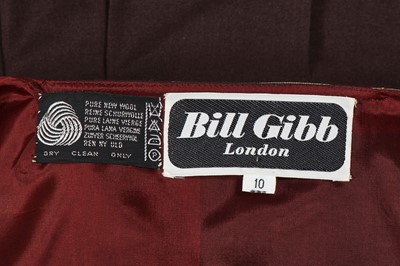 PURE NEW WOOL
REINE SCHURWOLLE
PURE LAINE VIERGE
PURA LANA VERGINE
ZUIVER SCHEERWOL
REN NY ULD
DRY CLEAN ONLY
Bill Gibb
London
10